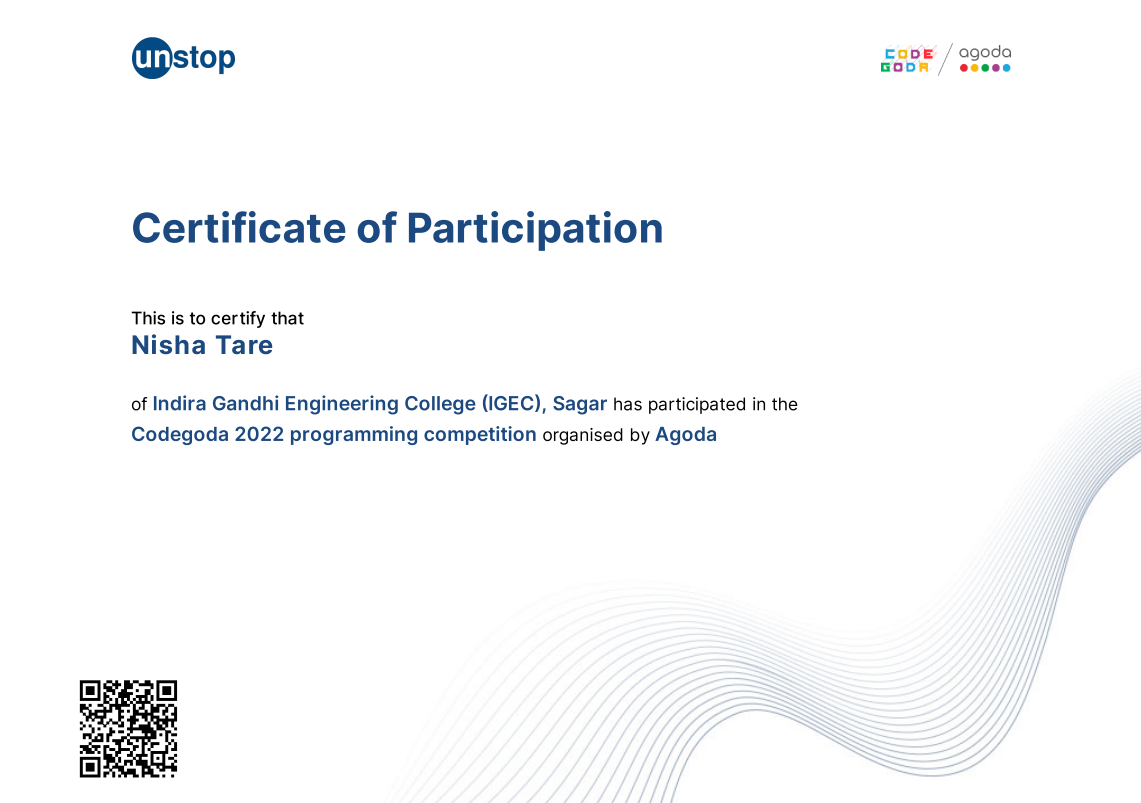 unstop
CODE
GODA
agoda
Certificate of Participation
This is to certify that
Nisha Tare
of Indira Gandhi Engineering College (IGEC), Sagar has participated in the
Codegoda 2022 programming competition organised by Agoda